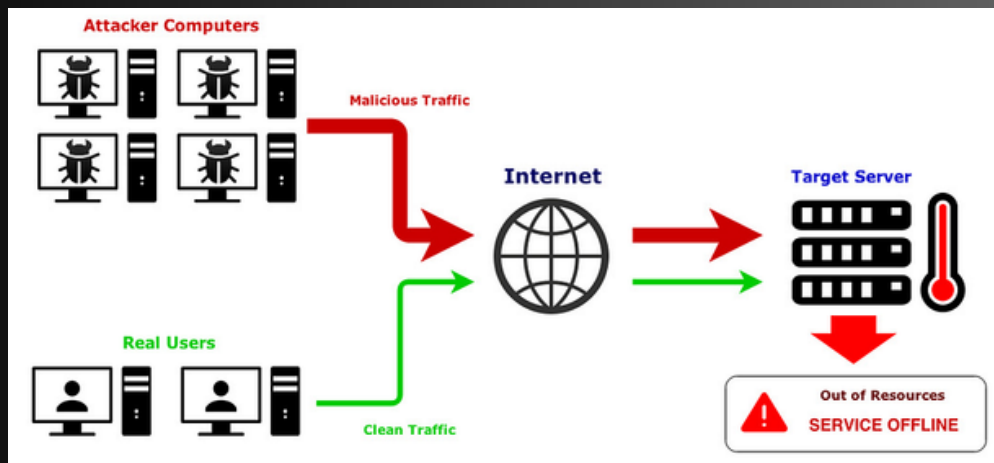 Attacker Computers
Malicious Traffic
Internet
Target Server
Real Users
Clean Traffic
Out of Resources
SERVICE OFFLINE